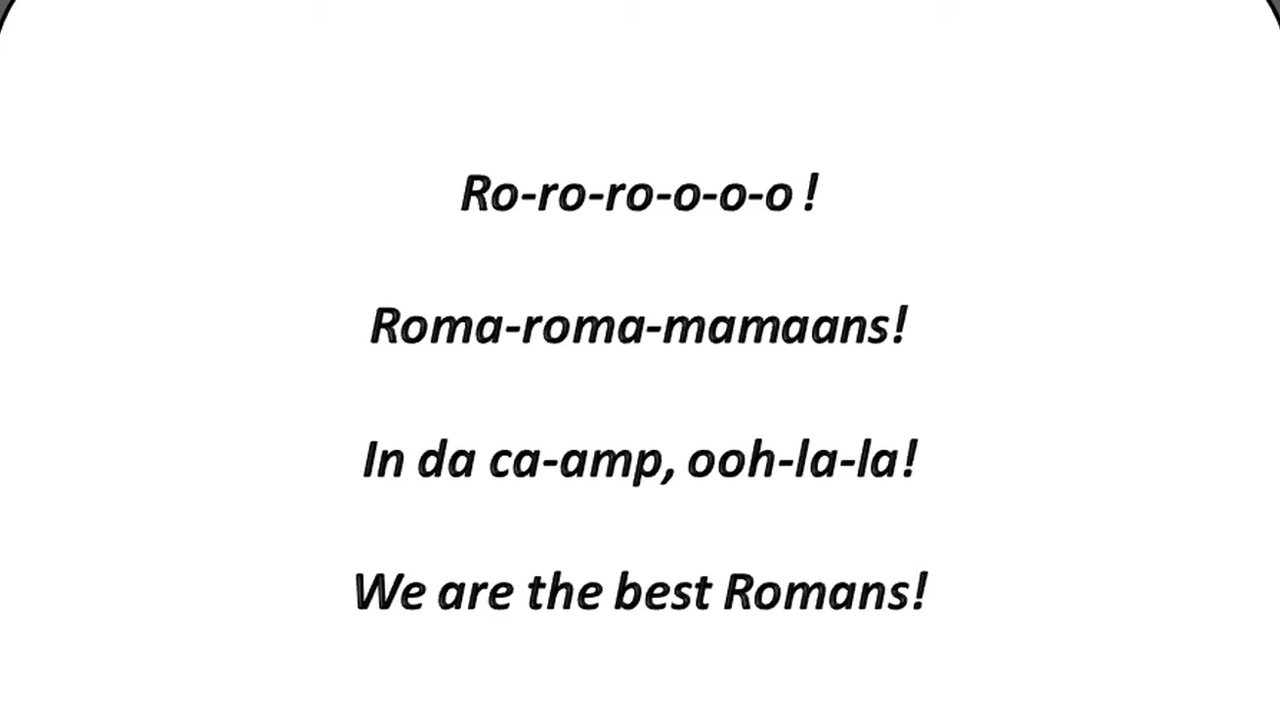 Ro-ro-ro-o-o-o !
Roma-roma-mamaans!
In da ca-amp, ooh-la-la!
We are the best Romans!